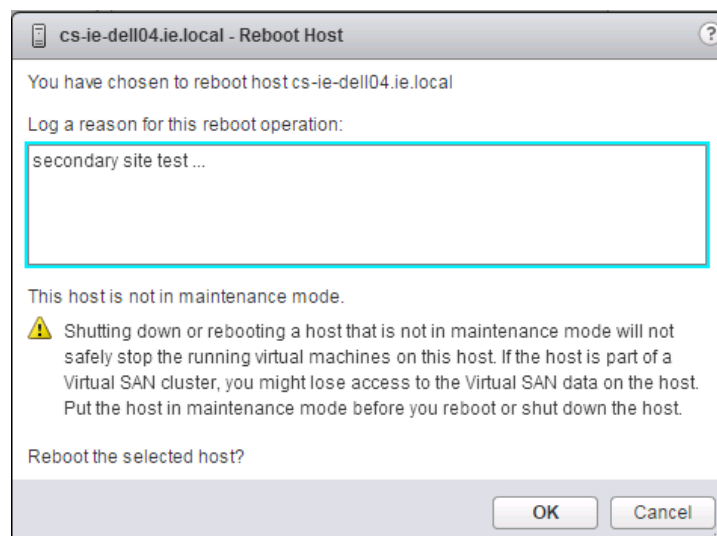 cs-ie-dell04.ie.local - Reboot Host
?
You have chosen to reboot host cs-ie-dell04.ie.local
Log a reason for this reboot operation:
secondary site test ...
This host is not in maintenance mode.
Shutting down or rebooting a host that is not in maintenance mode will not
safely stop the running virtual machines on this host. If the host is part of a
Virtual SAN cluster, you might lose access to the Virtual SAN data on the host.
Put the host in maintenance mode before you reboot or shut down the host.
Reboot the selected host?
OK Cancel